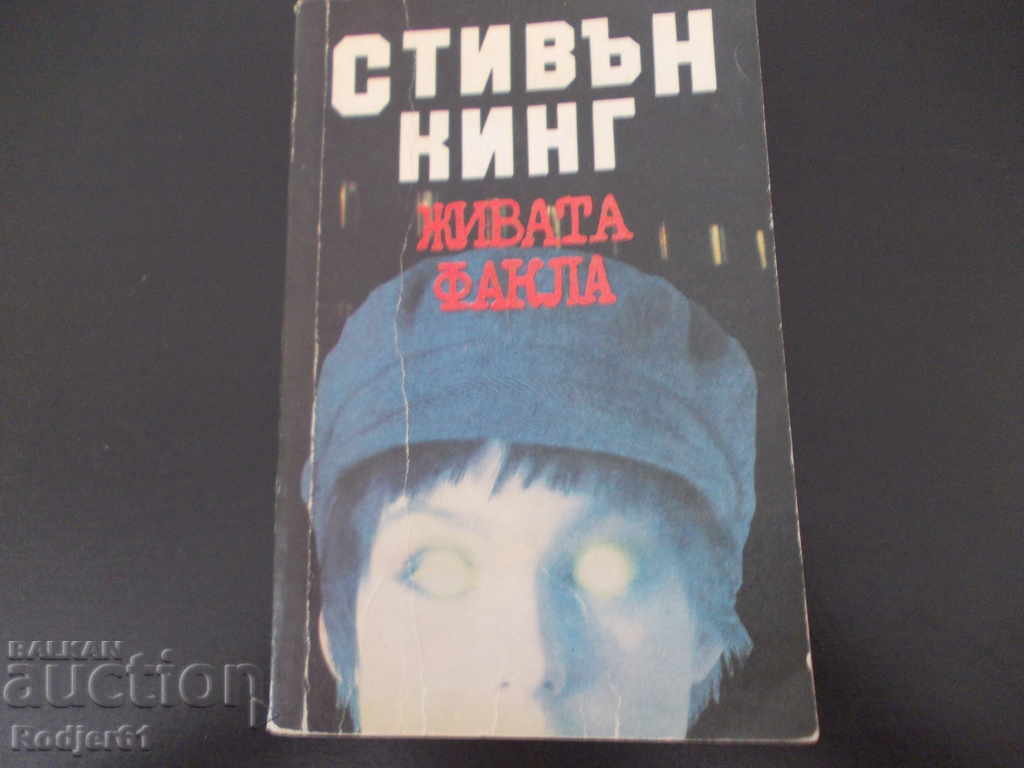 СТИВЪН
КИНГ
ЖИВАТА
ФАКЛА
BALKAN
auction
Rodjer61